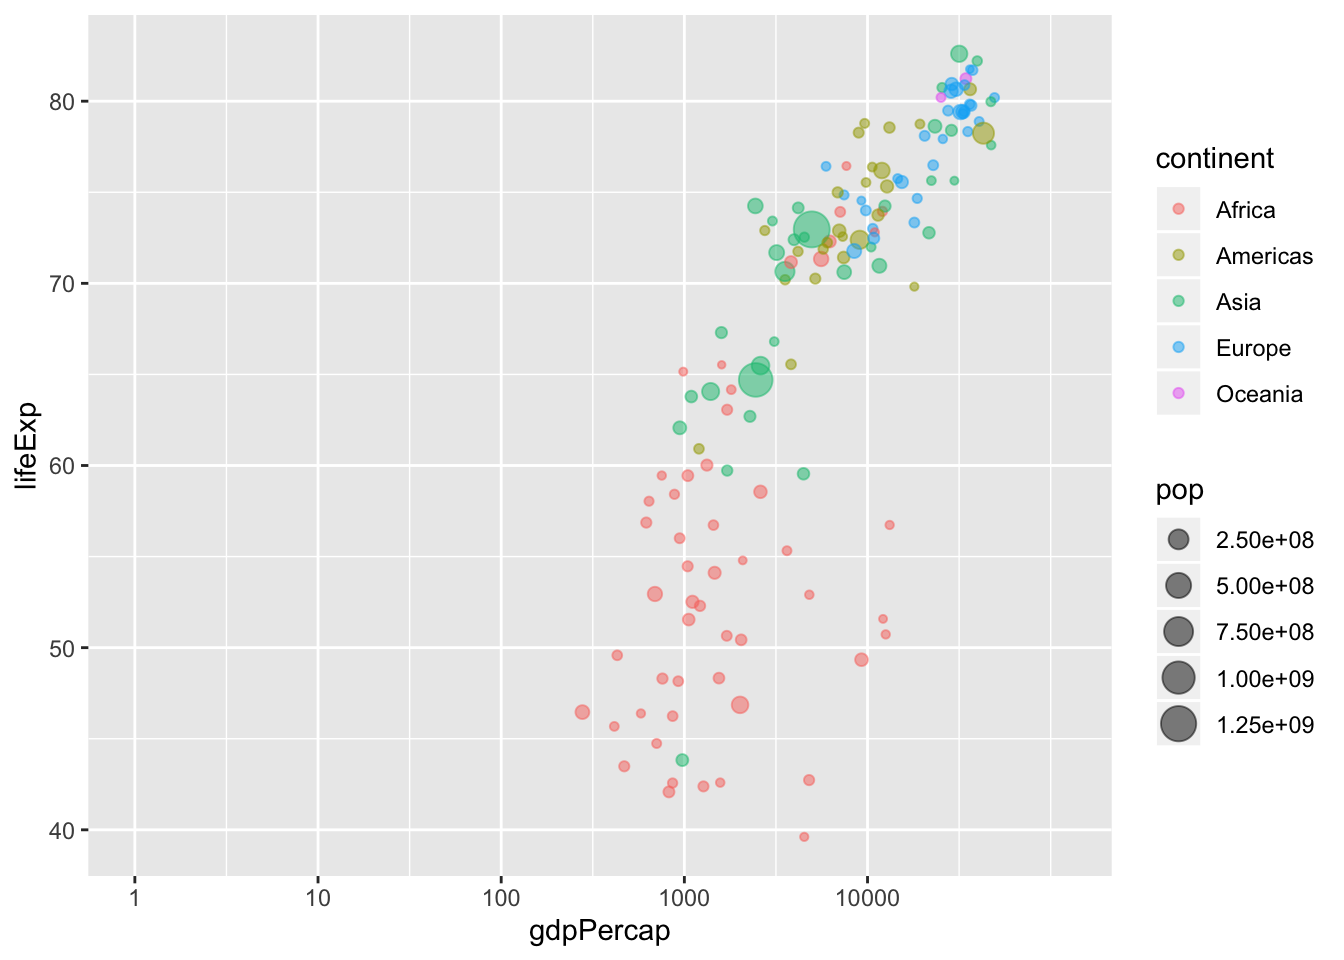 80
70
60
50
40
lifeExp
1
10
100
1000
10000
gdpPercap
continent
Africa
Americas
Asia
Europe
Oceania
pop
2.50e+08
5.00e+08
7.50e+08
1.00e+09
1.25e+09